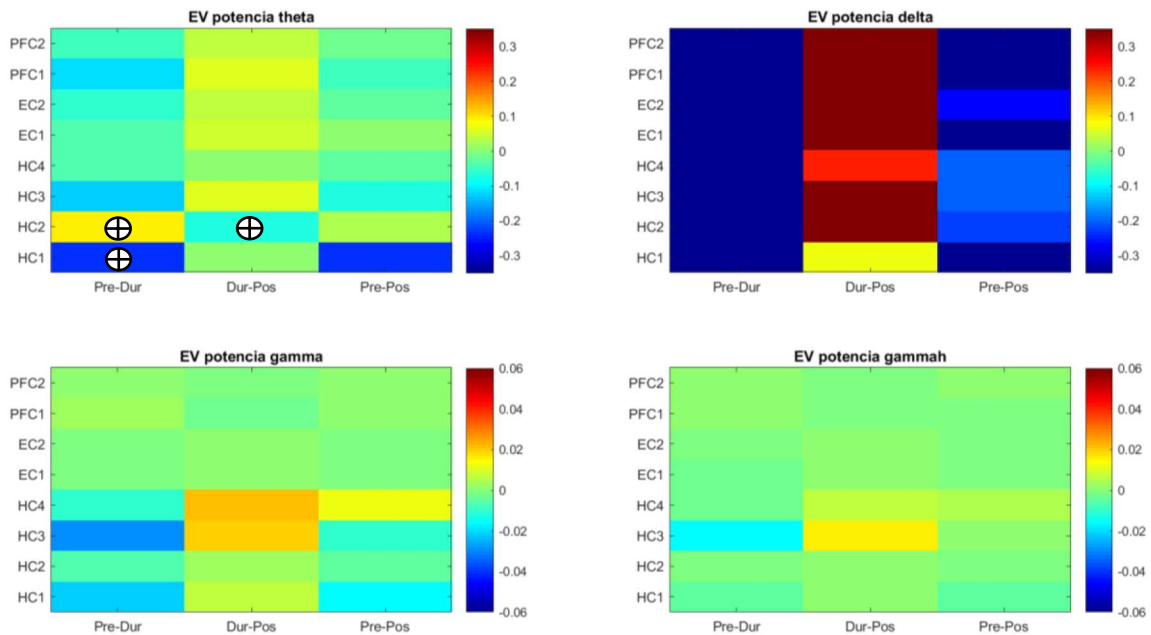 EV potencia theta
PFC2
PFC1
EC2
EC1
HC4
HC3
HC2
HC1
Pre-Dur
Dur-Pos
Pre-Pos
0.3
0.2
0.1
0
-0.1
-0.2
-0.3
EV potencia delta
PFC2
PFC1
EC2
EC1
HC4
HC3
HC2
HC1
Pre-Dur
Dur-Pos
Pre-Pos
0.3
0.2
0.1
0
-0.1
-0.2
-0.3
EV potencia gamma
PFC2
PFC1
EC2
EC1
HC4
HC3
HC2
HC1
Pre-Dur
Dur-Pos
Pre-Pos
0.06
0.04
0.02
0
-0.02
-0.04
-0.06
EV potencia gammah
PFC2
PFC1
EC2
EC1
HC4
HC3
HC2
HC1
Pre-Dur
Dur-Pos
Pre-Pos
0.06
0.04
0.02
0
-0.02
-0.04
-0.06